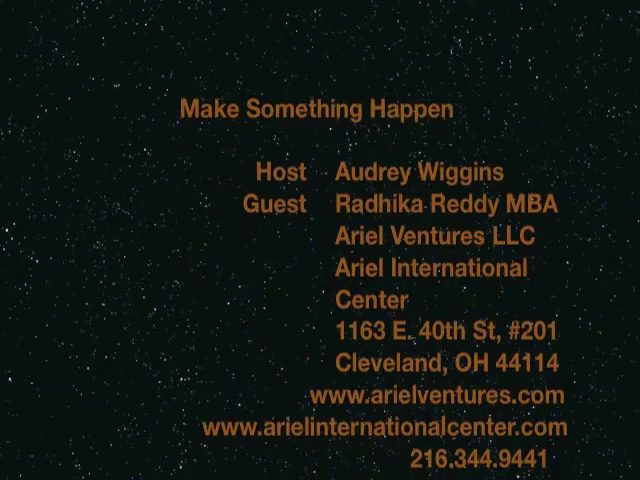 Make Something Happen
Host Audrey Wiggins
Guest Radhika Reddy MBA
Ariel Ventures LLC
Ariel International
Center
1163 E. 40th St, #201
Cleveland, OH 44114
www.arielventures.com
www.arielinternationalcenter.com
216.344.9441